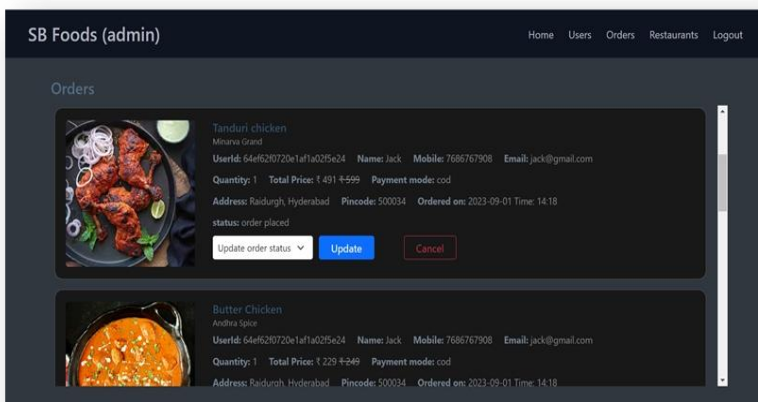 SB Foods (admin)
Home Users Orders Restaurants Logout
Orders
Tanduri chicken
Minarva Grand
UserId: 64ef62f0720e1af1a02f5e24 Name: Jack Mobile: 7686767908 Email: jack@gmail.com
Quantity: 1 Total Price: ₹ 491 ₹ 599 Payment mode: cod
Address: Raidurgh, Hyderabad Pincode: 500034 Ordered on: 2023-09-01 Time: 14:18
status: order placed
Update order status Update Cancel
Butter Chicken
Andhra Spice
UserId: 64ef62f0720e1af1a02f5e24 Name: Jack Mobile: 7686767908 Email: jack@gmail.com
Quantity: 1 Total Price: ₹ 229 ₹ 249 Payment mode: cod
Address: Raidurgh, Hyderabad Pincode: 500034 Ordered on: 2023-09-01 Time: 14:18